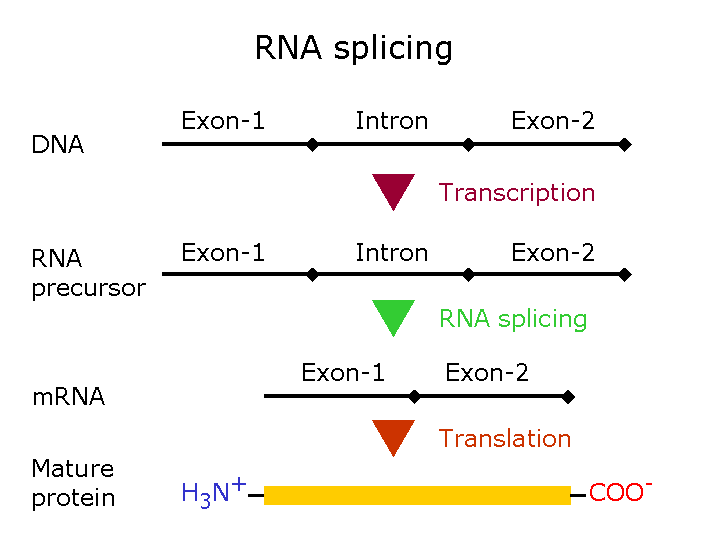 RNA splicing
Exon-1 Intron Exon-2
DNA
Transcription
Exon-1 Intron Exon-2
RNA
precursor
RNA splicing
Exon-1 Exon-2
mRNA
Translation
Mature
protein
H₃N⁺ COO⁻